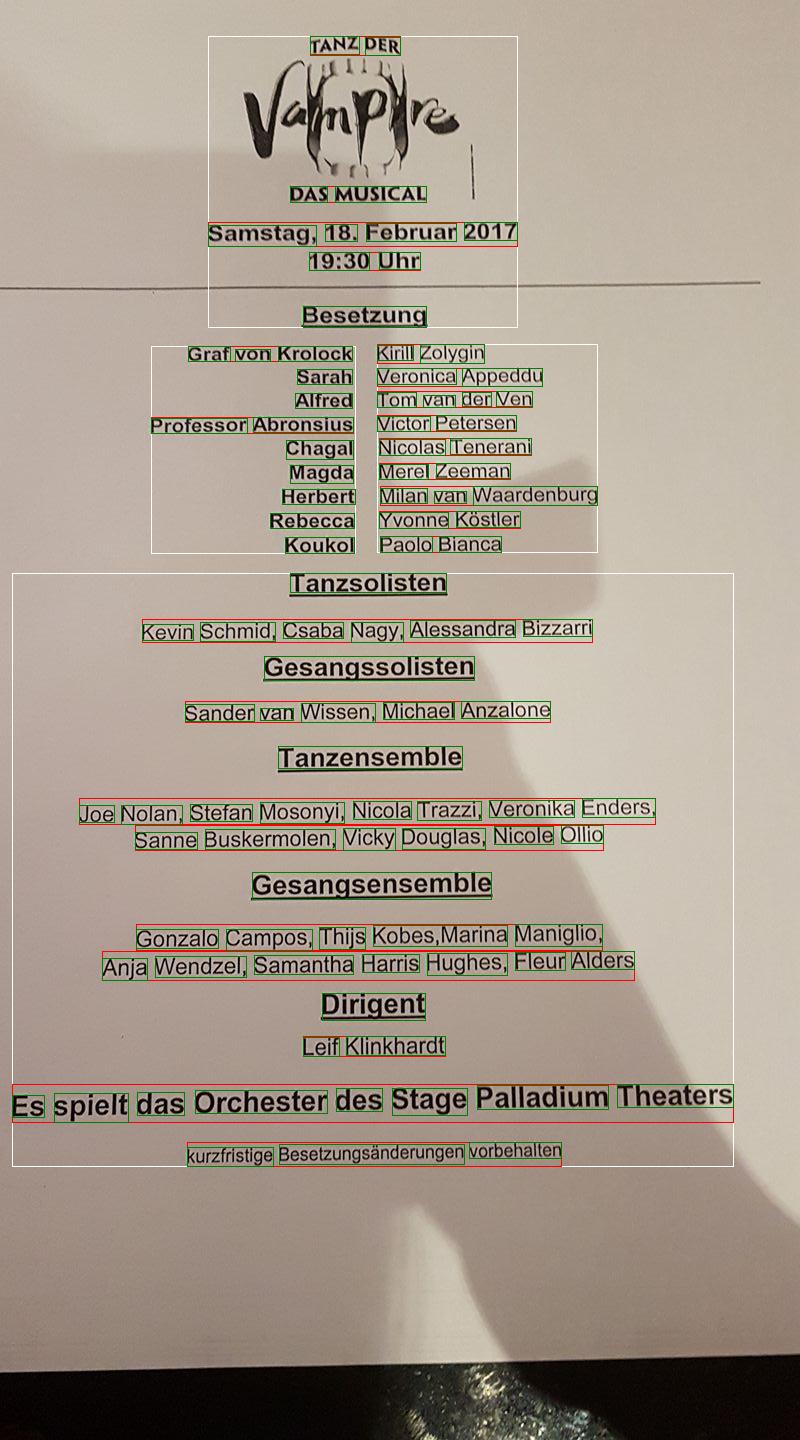 TANZ DER
Vampire
DAS MUSICAL
Samstag, 18. Februar 2017
19:30 Uhr
Besetzung
Graf von Krolock Kirill Zolygin
Sarah Veronica Appeddu
Alfred Tom van der Ven
Professor Abronsius Victor Petersen
Chagal Nicolas Tenerani
Magda Merel Zeeman
Herbert Milan van Waardenburg
Rebecca Yvonne Köstler
Koukol Paolo Bianca
Tanzsolisten
Kevin Schmid, Csaba Nagy, Alessandra Bizzarri
Gesangssolisten
Sander van Wissen, Michael Anzalone
Tanzensemble
Joe Nolan, Stefan Mosonyi, Nicola Trazzi, Veronika Enders,
Sanne Buskermolen, Vicky Douglas, Nicole Ollio
Gesangsensemble
Gonzalo Campos, Thijs Kobes,Marina Maniglio,
Anja Wendzel, Samantha Harris Hughes, Fleur Alders
Dirigent
Leif Klinkhardt
Es spielt das Orchester des Stage Palladium Theaters
kurzfristige Besetzungsänderungen vorbehalten